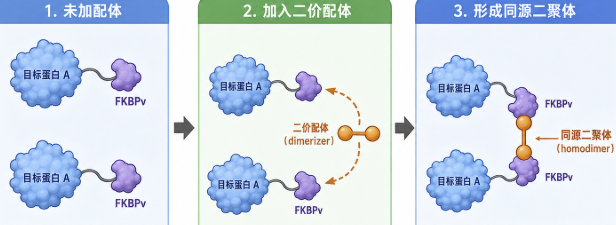 1. 未加配体
目标蛋白 A
FKBPv
目标蛋白 A
FKBPv
2. 加入二价配体
目标蛋白 A
二价配体
(dimerizer)
目标蛋白 A
FKBPv
3. 形成同源二聚体
目标蛋白 A
FKBPv
同源二聚体
(homodimer)
目标蛋白 A
FKBPv